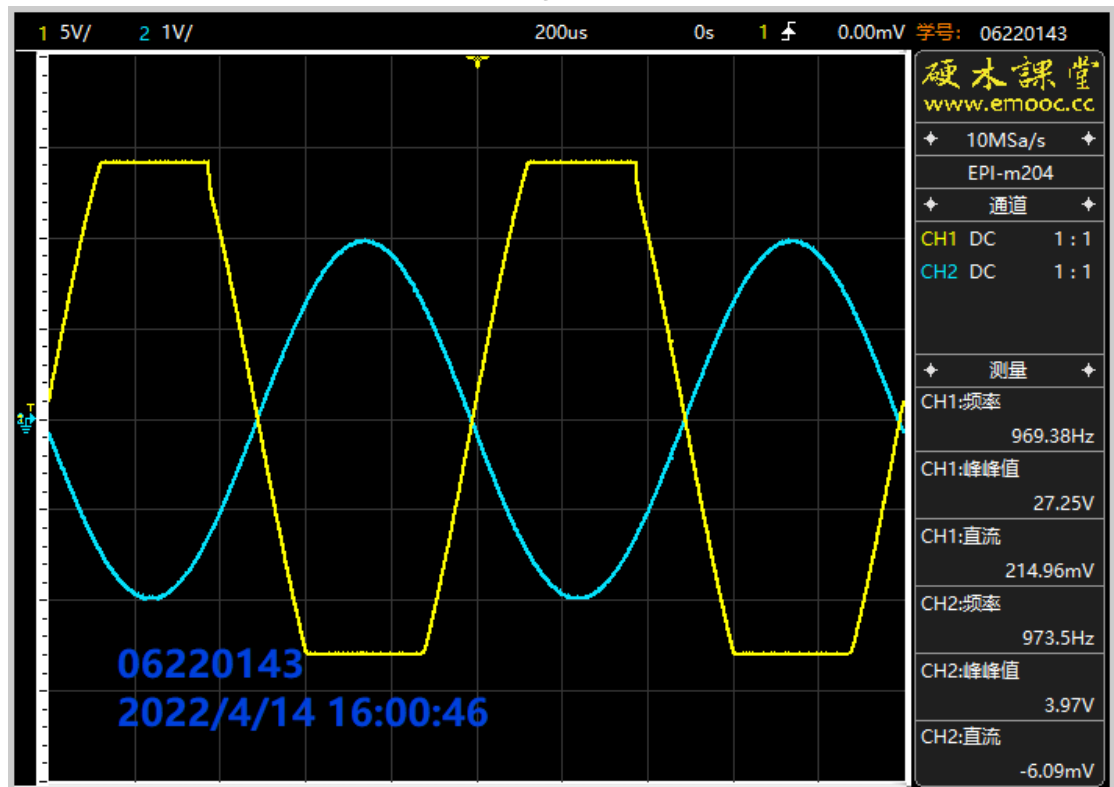 1 5V/ 2 1V/ 200us 0s 1 0.00mV 学号: 06220143
硬木課堂
www.emooc.cc
10MSa/s
EPI-m204
通道
CH1 DC 1 : 1
CH2 DC 1 : 1
测量
CH1:频率
969.38Hz
CH1:峰峰值
27.25V
CH1:直流
214.96mV
CH2:频率
973.5Hz
CH2:峰峰值
3.97V
CH2:直流
-6.09mV
T
06220143
2022/4/14 16:00:46